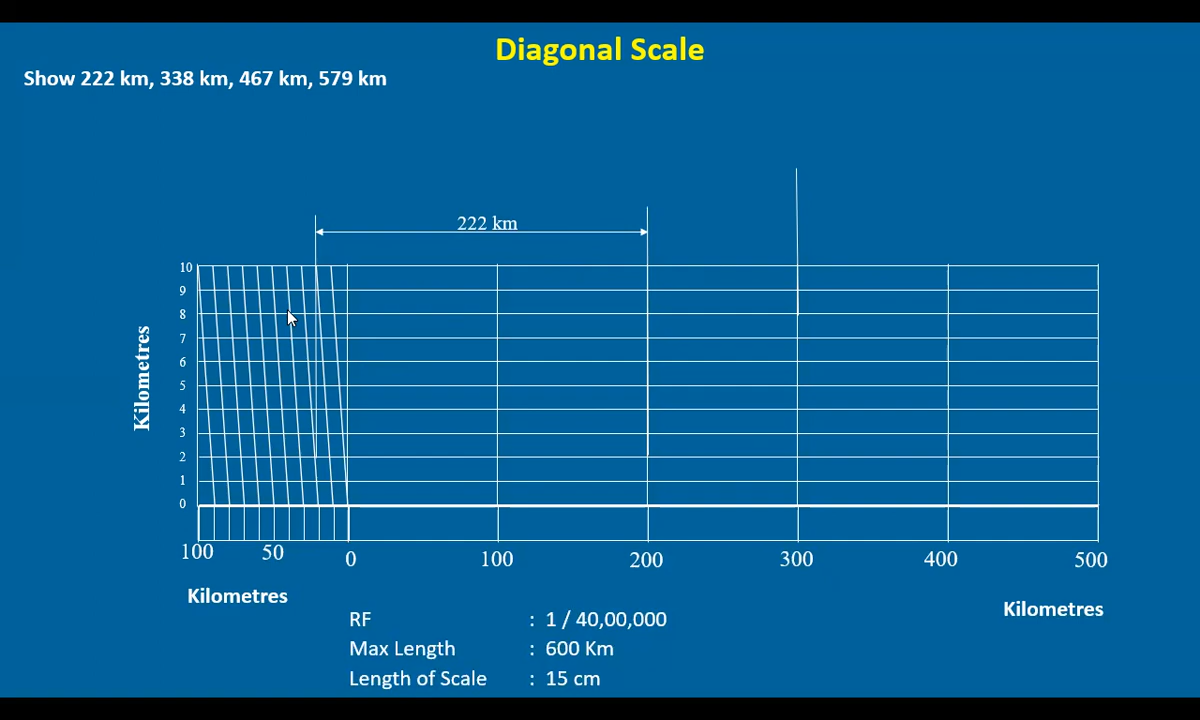 Diagonal Scale
Show 222 km, 338 km, 467 km, 579 km
222 km
10
9
8
7
6
5
4
3
2
1
0
Kilometres
100 50 0 100 200 300 400 500
Kilometres
Kilometres
RF : 1 / 40,00,000
Max Length : 600 Km
Length of Scale : 15 cm